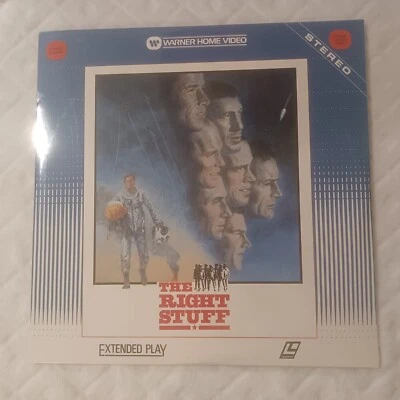 WARNER HOME VIDEO
STEREO
THE
RIGHT
STUFF
EXTENDED PLAY